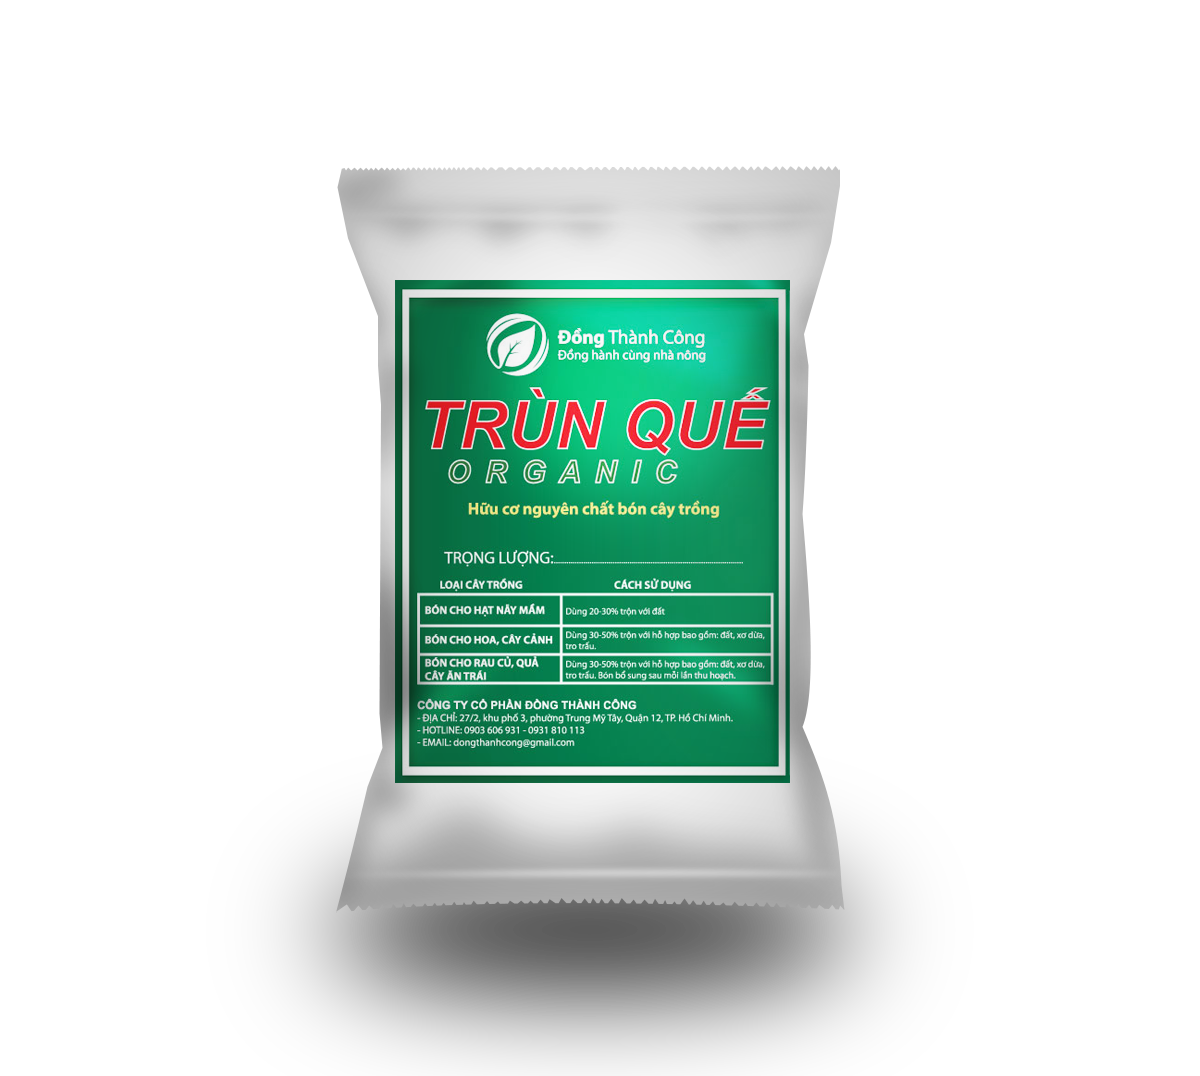 Đồng Thành Công
Đồng hành cùng nhà nông
TRÙN QUẾ
ORGANIC
Hữu cơ nguyên chất bón cây trồng
TRỌNG LƯỢNG:........................................
LOẠI CÂY TRỒNG CÁCH SỬ DỤNG
BÓN CHO HẠT NẢY MẦM Dùng 20-30% trộn với đất
BÓN CHO HOA, CÂY CẢNH Dùng 30-50% trộn với hỗ hợp bao gồm: đất, xơ dừa,
tro trấu.
BÓN CHO RAU CỦ, QUẢ
CÂY ĂN TRÁI
Dùng 30-50% trộn với hỗ hợp bao gồm: đất, xơ dừa,
tro trấu. Bón bổ sung sau mỗi lần thu hoạch.
CÔNG TY CỔ PHẦN ĐỒNG THÀNH CÔNG
- ĐỊA CHỈ: 27/2, khu phố 3, phường Trung Mỹ Tây, Quận 12, TP. Hồ Chí Minh.
- HOTLINE: 0903 606 931 - 0931 810 113
- EMAIL: dongthanhcong@gmail.com